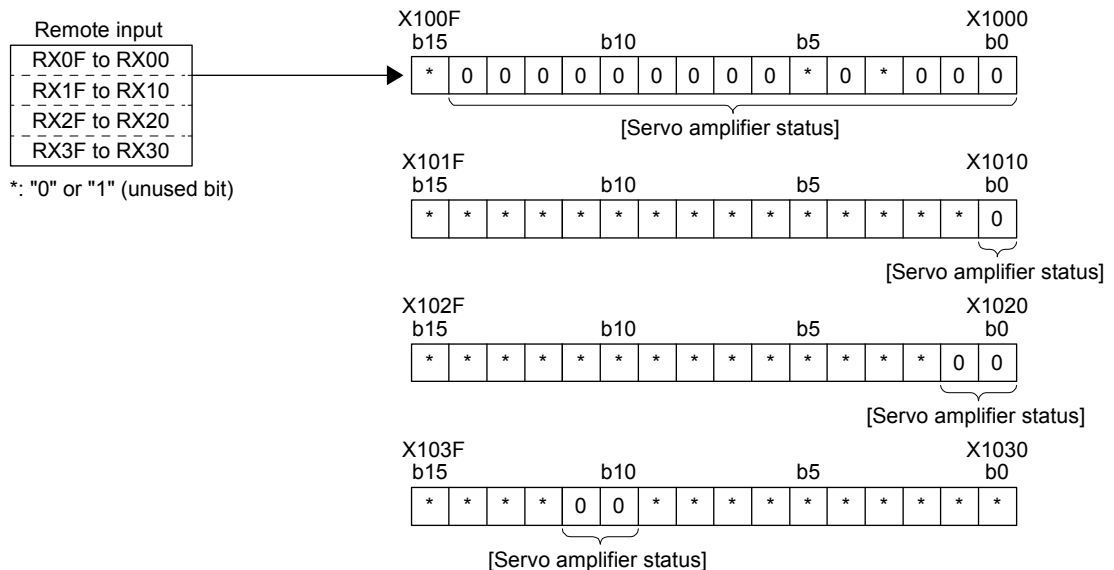 Remote input
RX0F to RX00
RX1F to RX10
RX2F to RX20
RX3F to RX30
*: "0" or "1" (unused bit)
X100F X1000
b15 b10 b5 b0
* 0 0 0 0 0 0 0 0 0 * 0 * 0 0 0
[Servo amplifier status]
X101F X1010
b15 b10 b5 b0
* * * * * * * * * * * * * * * 0
[Servo amplifier status]
X102F X1020
b15 b10 b5 b0
* * * * * * * * * * * * * * 0 0
[Servo amplifier status]
X103F X1030
b15 b10 b5 b0
* * * * 0 0 * * * * * * * * * *
[Servo amplifier status]